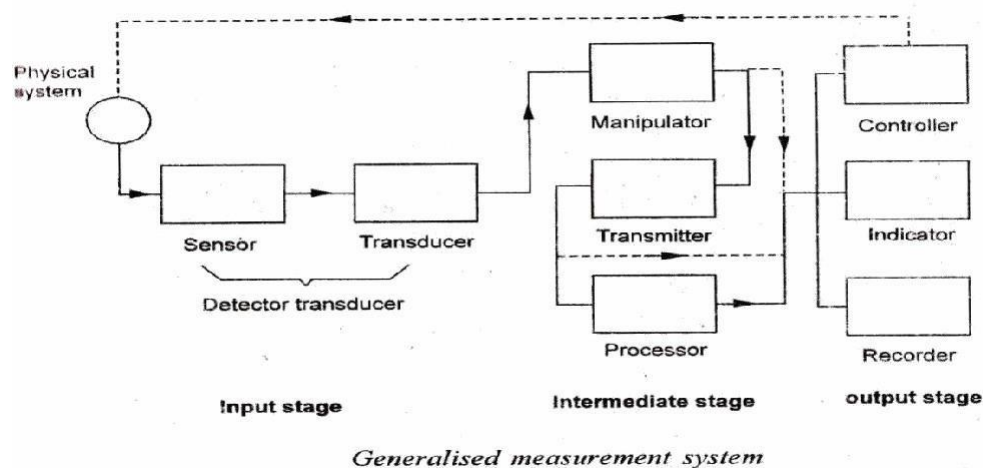 Physical
system
Sensor
Transducer
Detector transducer
Input stage
Manipulator
Transmitter
Processor
Intermediate stage
Controller
Indicator
Recorder
output stage
Generalised measurement system